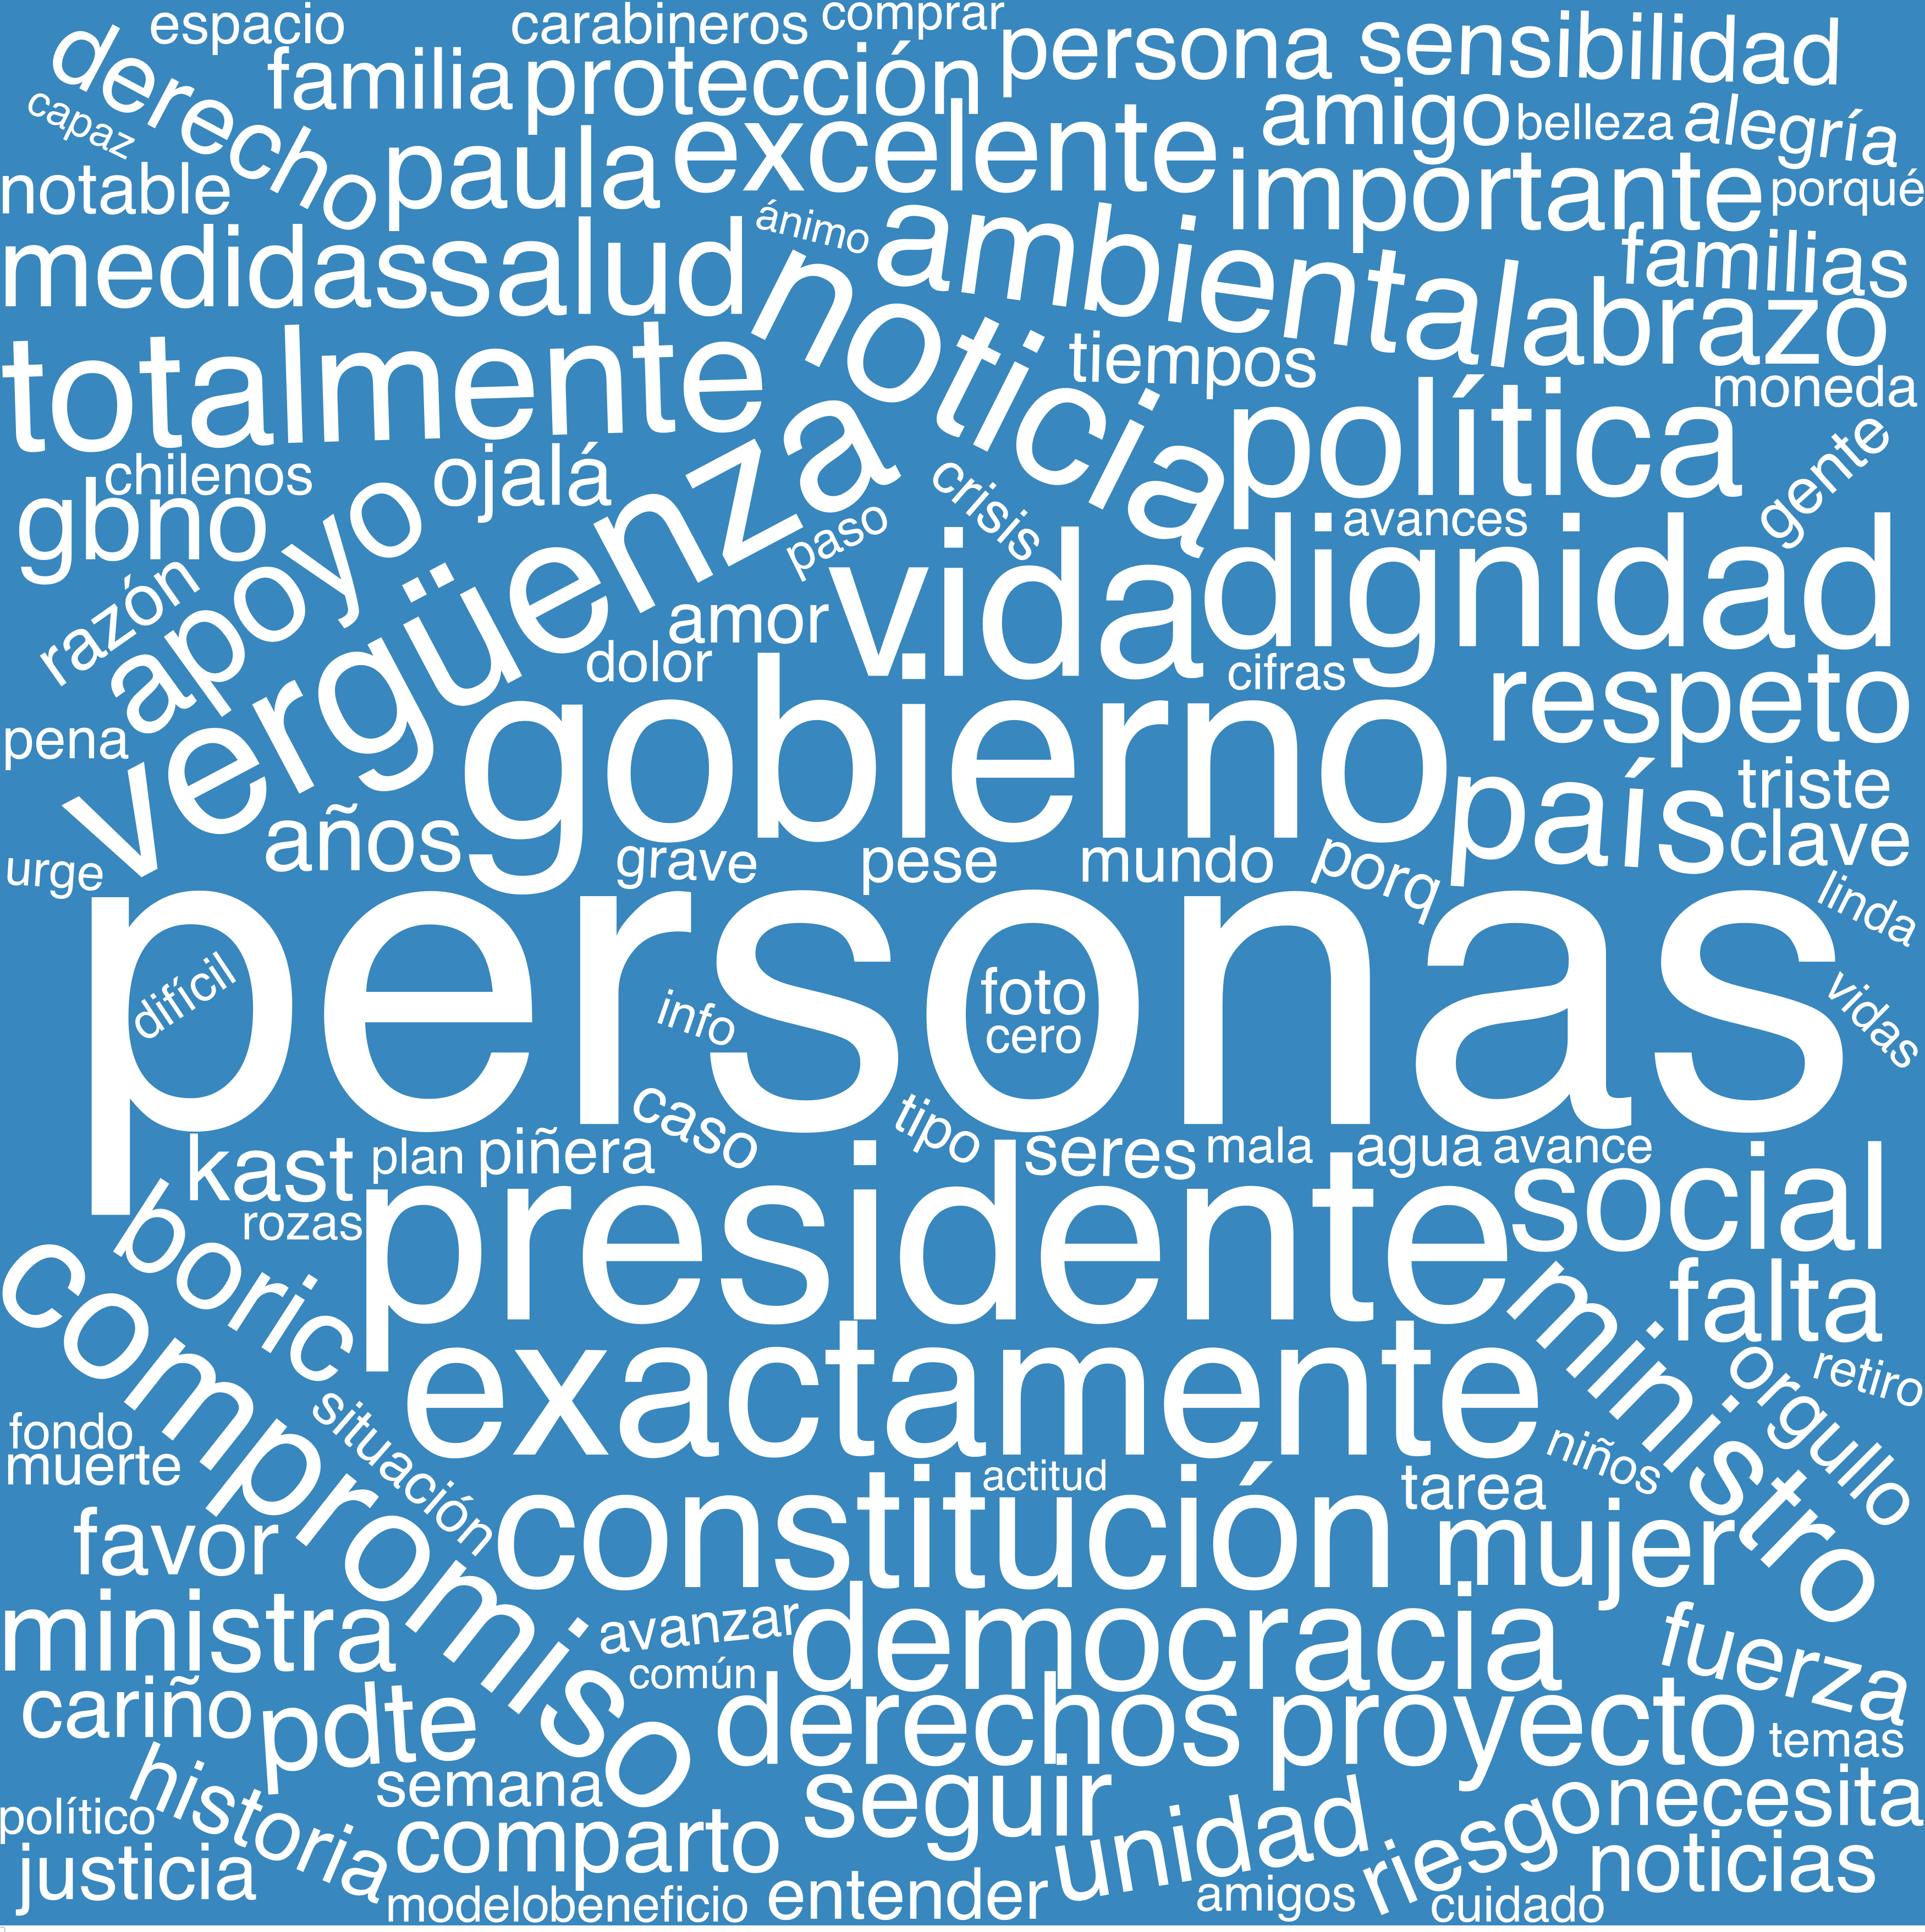 espacio
carabineros
comprar
derecho
familia
protección
persona
sensibilidad
capaz
amigo
belleza
alegría
notable
paula
excelente
importante
porqué
medidas
salud
ánimo
ambiental
familias
noticia
abrazo
totalmente
tiempos
moneda
política
chilenos
ojalá
gbno
crisis
gente
avances
apoyo
vergüenza
paso
vida
dignidad
razón
amor
dolor
cifras
respeto
pena
gobierno
país
triste
clave
años
urge
grave
pese
mundo
porq
linda
personas
difícil
info
foto
cero
vidas
caso
tipo
kast
plan
piñera
seres
mala
agua
avance
rozas
boric
presidente
social
compromiso
ministro
falta
exactamente
orgullo
retiro
fondo
situación
niños
muerte
constitución
actitud
tarea
favor
mujer
ministra
avanzar
democracia
común
fuerza
cariño
pdte
derechos
proyecto
temas
historia
semana
seguir
unidad
riesgo
necesita
político
comparto
justicia
noticias
modelo
beneficio
entender
amigos
cuidado